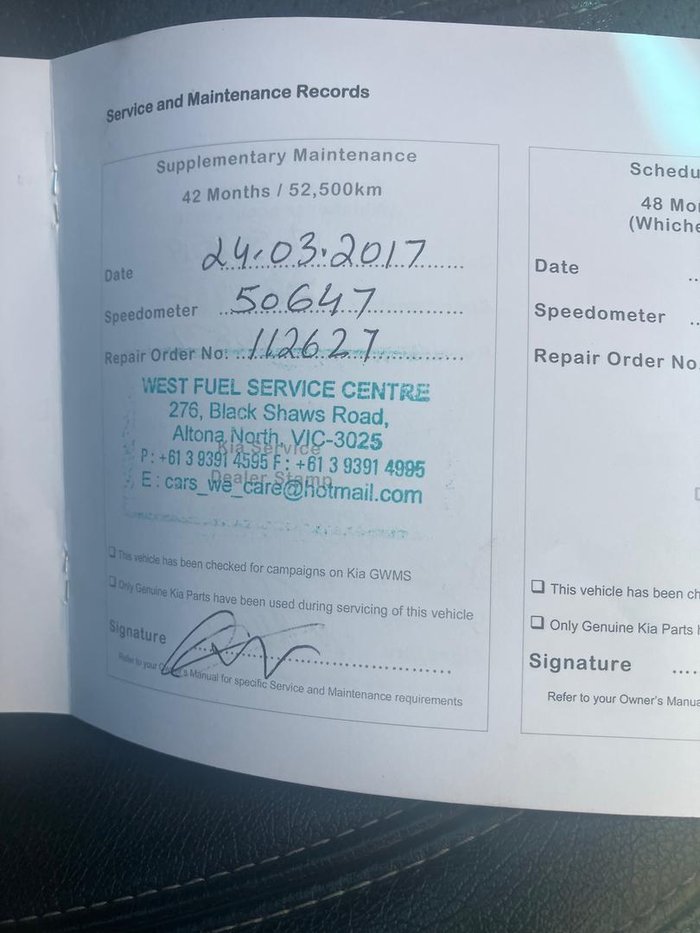 Service and Maintenance Records
Supplementary Maintenance
42 Months / 52,500km
Date 24.03.2017
Speedometer 50647
Repair Order No: 112627
WEST FUEL SERVICE CENTRE
276, Black Shaws Road,
Altona North, VIC-3025
Kia Service
P: +61 3 9391 4595 F: +61 3 9391 4995
Dealer Stamp
E : cars_we_care@hotmail.com
This vehicle has been checked for campaigns on Kia GWMS
Only Genuine Kia Parts have been used during servicing of this vehicle
Signature
Refer to your Owner's Manual for specific Service and Maintenance requirements
Schedu
48 Mo
(Whiche
Date
Speedometer
Repair Order No
This vehicle has been ch
Only Genuine Kia Parts
Signature
Refer to your Owner's Manua